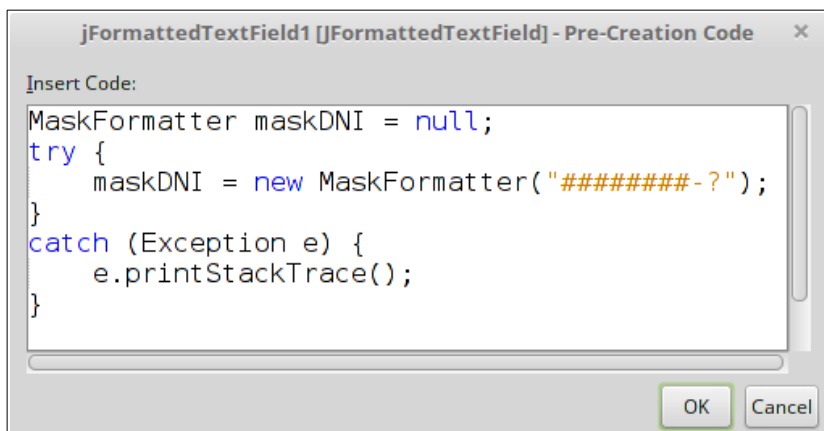 jFormattedTextField1 [JFormattedTextField] - Pre-Creation Code ×
Insert Code:
MaskFormatter maskDNI = null;
try {
    maskDNI = new MaskFormatter("########-?");
}
catch (Exception e) {
    e.printStackTrace();
}
OK Cancel